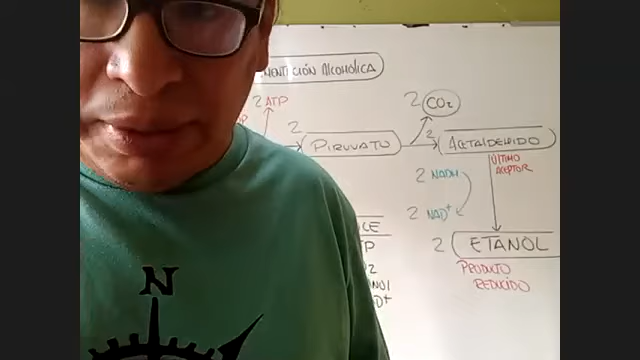 FERMENTACIÓN ALCOHÓLICA
2 ATP
2 CO2
2
PIRUVATO
2
ACETALDEHIDO
ÚLTIMO
ACEPTOR
2 NADH
2 NAD+
2 ETANOL
PRODUCTO
REDUCIDO
N